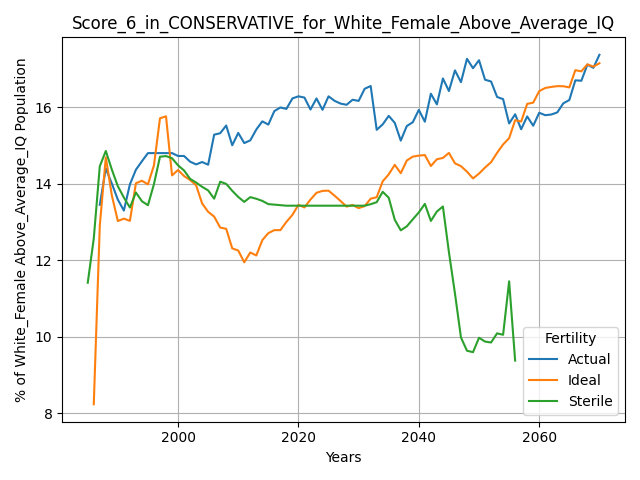 Score_6_in_CONSERVATIVE_for_White_Female_Above_Average_IQ
% of White_Female Above_Average_IQ Population
16
14
12
10
8
2000 2020 2040 2060
Years
Fertility
Actual
Ideal
Sterile